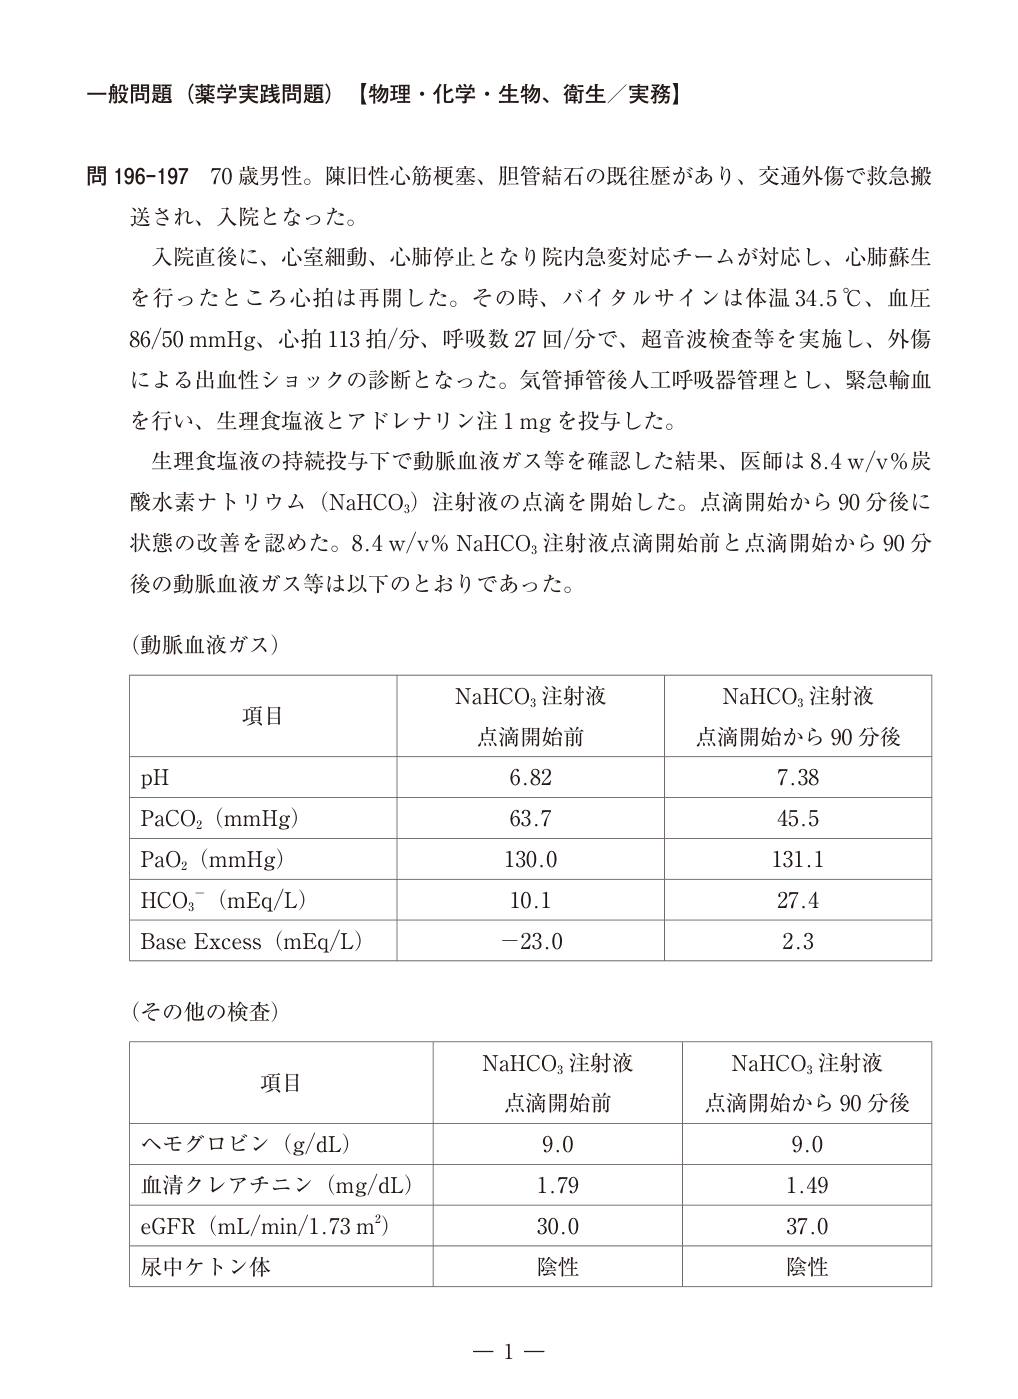 一般問題（薬学実践問題）【物理・化学・生物、衛生／実務】
問 196−197　70 歳男性。陳旧性心筋梗塞、胆管結石の既往歴があり、交通外傷で救急搬
送され、入院となった。
入院直後に、心室細動、心肺停止となり院内急変対応チームが対応し、心肺蘇生
を行ったところ心拍は再開した。その時、バイタルサインは体温 34.5 ℃、血圧
86/50 mmHg、心拍 113 拍/分、呼吸数 27 回/分で、超音波検査等を実施し、外傷
による出血性ショックの診断となった。気管挿管後人工呼吸器管理とし、緊急輸血
を行い、生理食塩液とアドレナリン注 1 mg を投与した。
生理食塩液の持続投与下で動脈血液ガス等を確認した結果、医師は 8.4 w/v％炭
酸水素ナトリウム（NaHCO₃）注射液の点滴を開始した。点滴開始から 90 分後に
状態の改善を認めた。8.4 w/v％ NaHCO₃ 注射液点滴開始前と点滴開始から 90 分
後の動脈血液ガス等は以下のとおりであった。
（動脈血液ガス）
項目
NaHCO₃ 注射液
点滴開始前
NaHCO₃ 注射液
点滴開始から 90 分後
pH 6.82 7.38
PaCO₂（mmHg） 63.7 45.5
PaO₂（mmHg） 130.0 131.1
HCO₃⁻（mEq/L） 10.1 27.4
Base Excess（mEq/L） −23.0 2.3
（その他の検査）
項目
NaHCO₃ 注射液
点滴開始前
NaHCO₃ 注射液
点滴開始から 90 分後
ヘモグロビン（g/dL） 9.0 9.0
血清クレアチニン（mg/dL） 1.79 1.49
eGFR（mL/min/1.73 m²） 30.0 37.0
尿中ケトン体 陰性 陰性
— 1 —